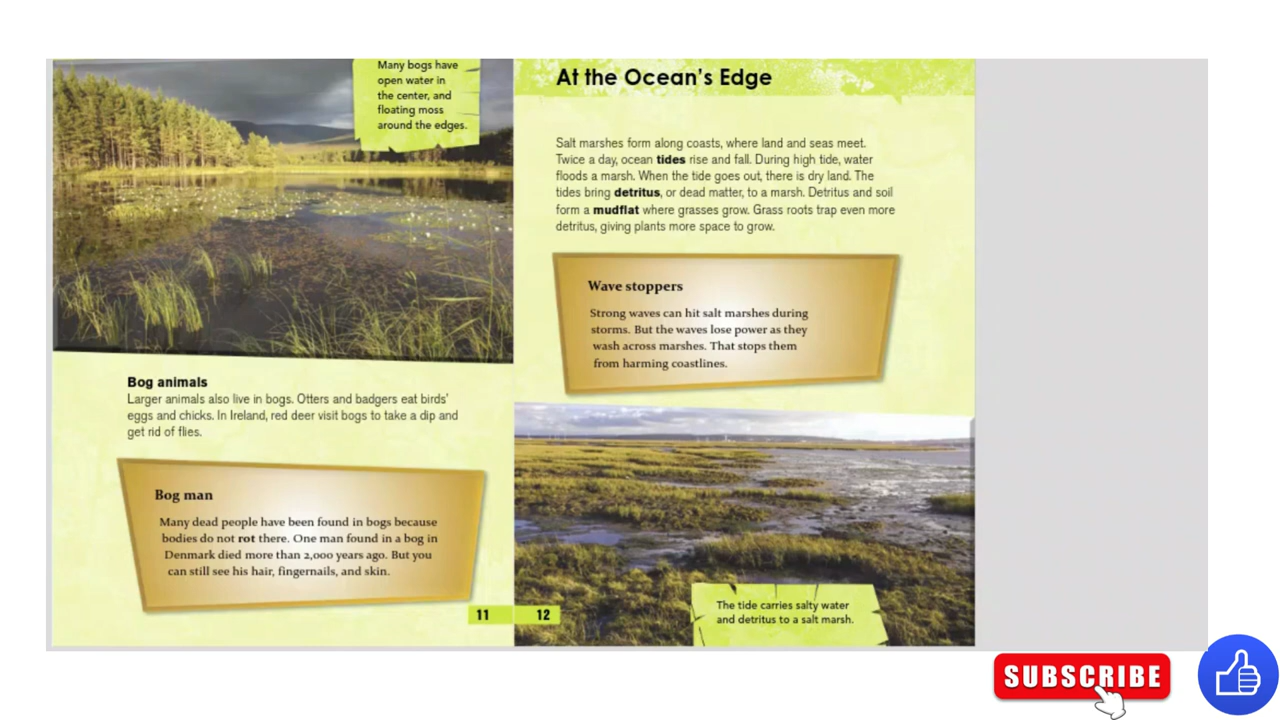 Many bogs have
open water in
the center, and
floating moss
around the edges.
Bog animals
Larger animals also live in bogs. Otters and badgers eat birds'
eggs and chicks. In Ireland, red deer visit bogs to take a dip and
get rid of flies.
Bog man
Many dead people have been found in bogs because
bodies do not rot there. One man found in a bog in
Denmark died more than 2,000 years ago. But you
can still see his hair, fingernails, and skin.
11
At the Ocean's Edge
Salt marshes form along coasts, where land and seas meet.
Twice a day, ocean tides rise and fall. During high tide, water
floods a marsh. When the tide goes out, there is dry land. The
tides bring detritus, or dead matter, to a marsh. Detritus and soil
form a mudflat where grasses grow. Grass roots trap even more
detritus, giving plants more space to grow.
Wave stoppers
Strong waves can hit salt marshes during
storms. But the waves lose power as they
wash across marshes. That stops them
from harming coastlines.
The tide carries salty water
and detritus to a salt marsh.
12
SUBSCRIBE